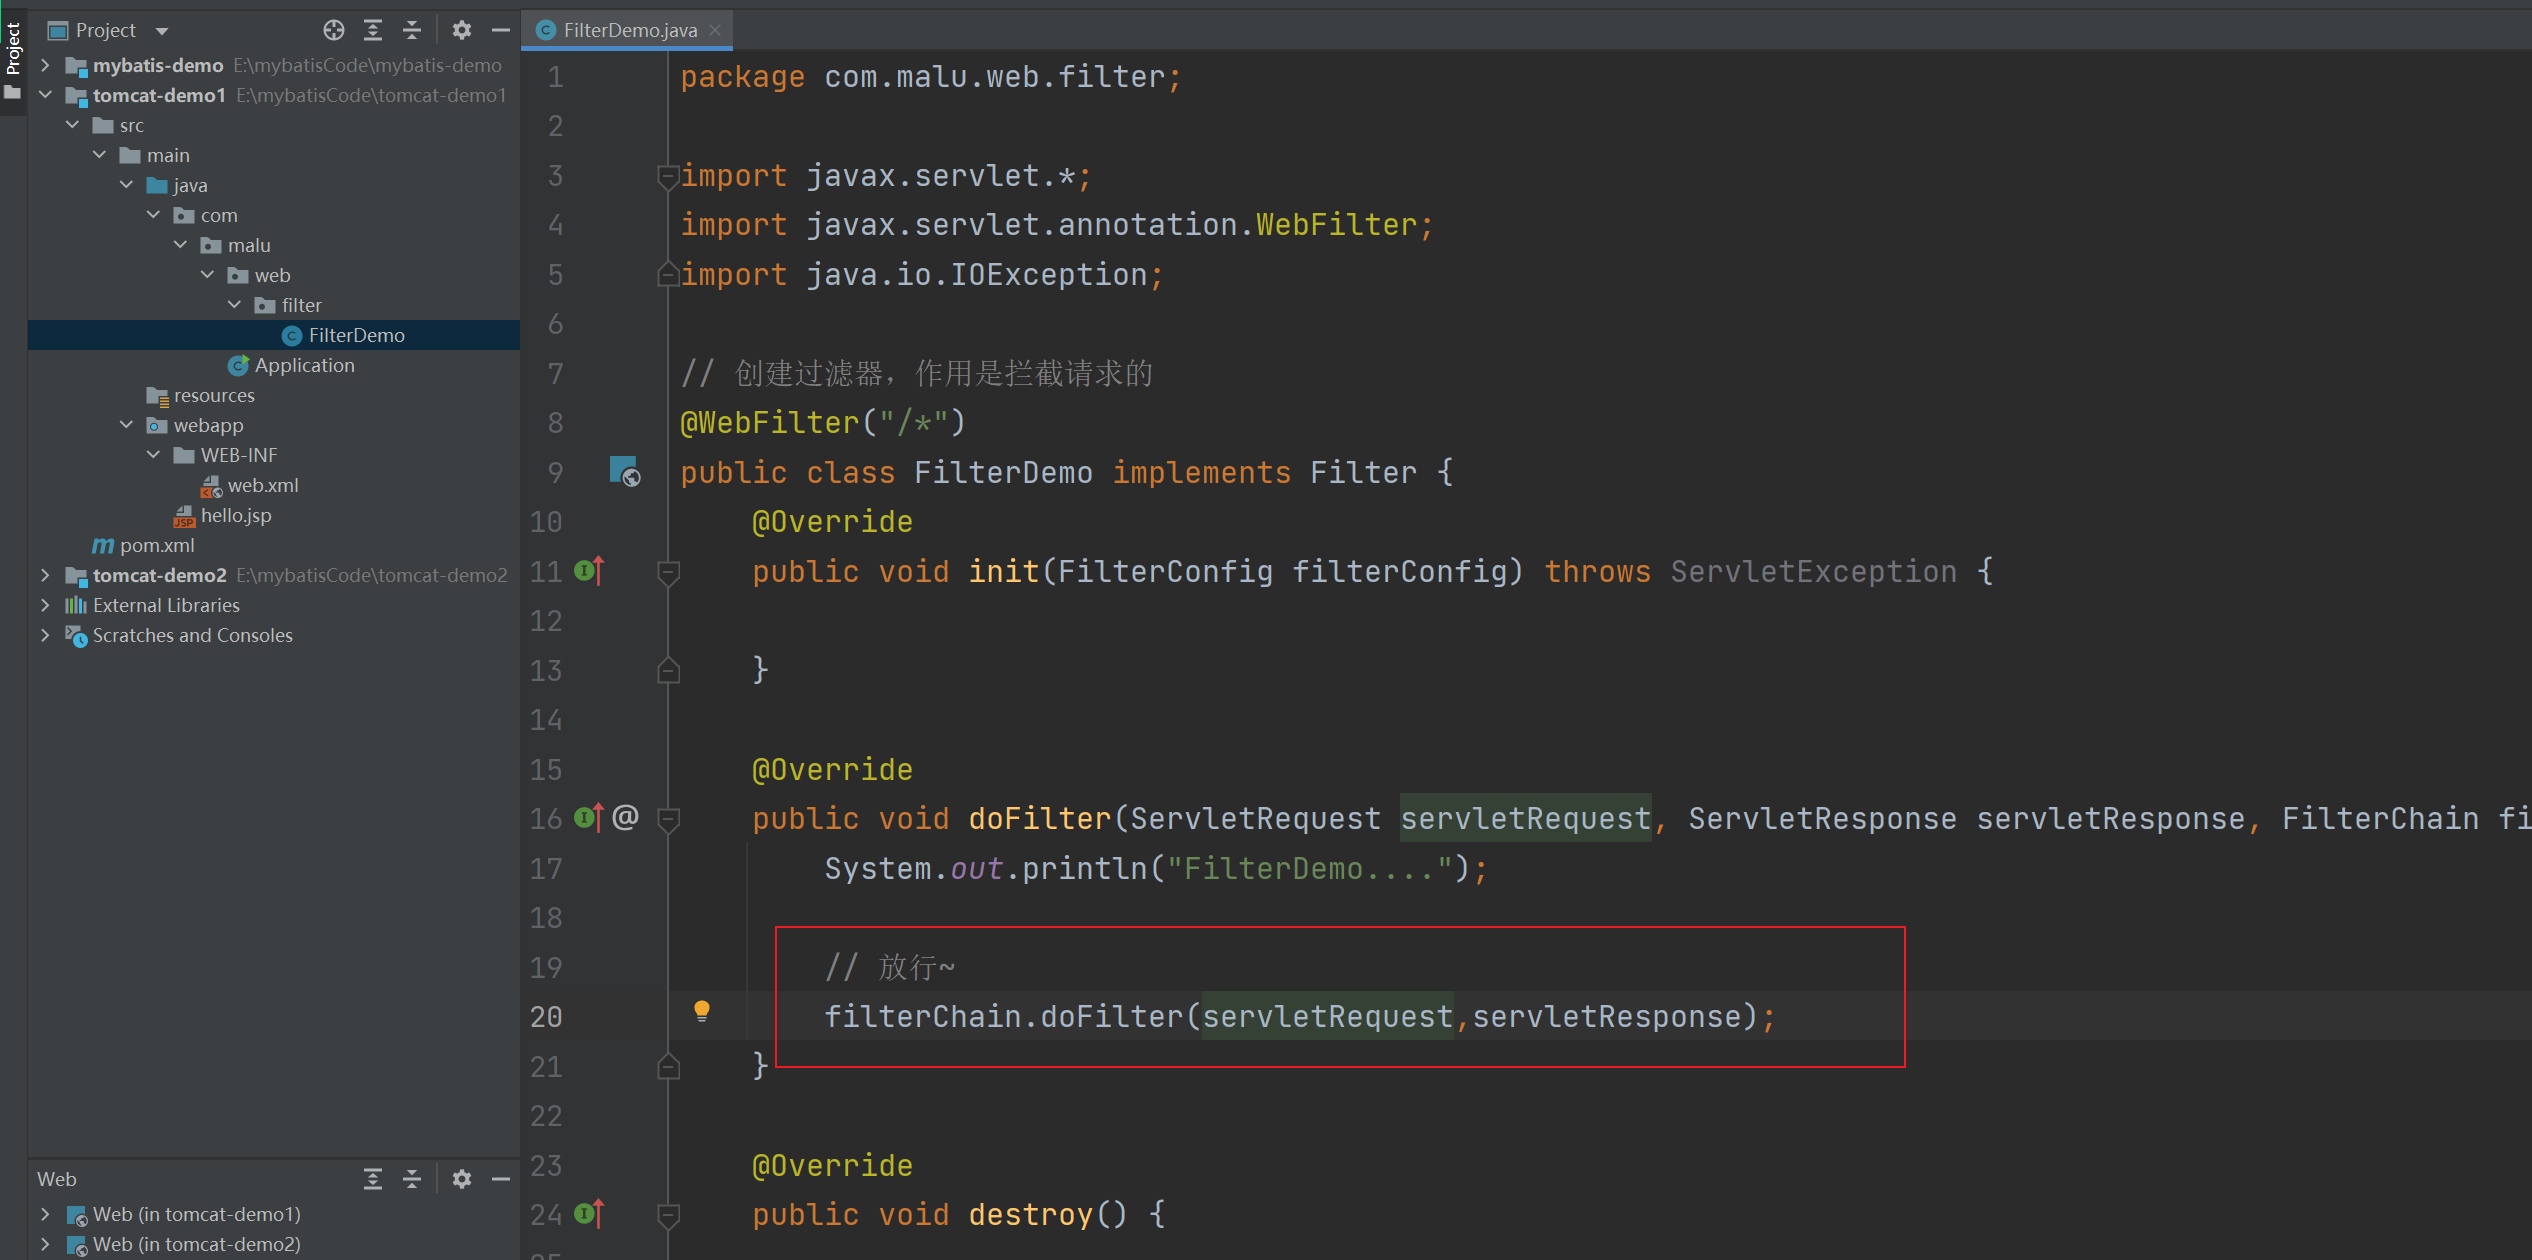 Project
Project
mybatis-demo E:\mybatisCode\mybatis-demo
tomcat-demo1 E:\mybatisCode\tomcat-demo1
src
main
java
com
malu
web
filter
FilterDemo
Application
resources
webapp
WEB-INF
web.xml
hello.jsp
pom.xml
tomcat-demo2 E:\mybatisCode\tomcat-demo2
External Libraries
Scratches and Consoles
Web
Web (in tomcat-demo1)
Web (in tomcat-demo2)
FilterDemo.java
1 package com.malu.web.filter;
2
3 import javax.servlet.*;
4 import javax.servlet.annotation.WebFilter;
5 import java.io.IOException;
6
7 // 创建过滤器，作用是拦截请求的
8 @WebFilter("/*")
9 public class FilterDemo implements Filter {
10 @Override
11 public void init(FilterConfig filterConfig) throws ServletException {
12
13 }
14
15 @Override
16 public void doFilter(ServletRequest servletRequest, ServletResponse servletResponse, FilterChain fi
17 System.out.println("FilterDemo....");
18
19 // 放行~
20 filterChain.doFilter(servletRequest,servletResponse);
21 }
22
23 @Override
24 public void destroy() {